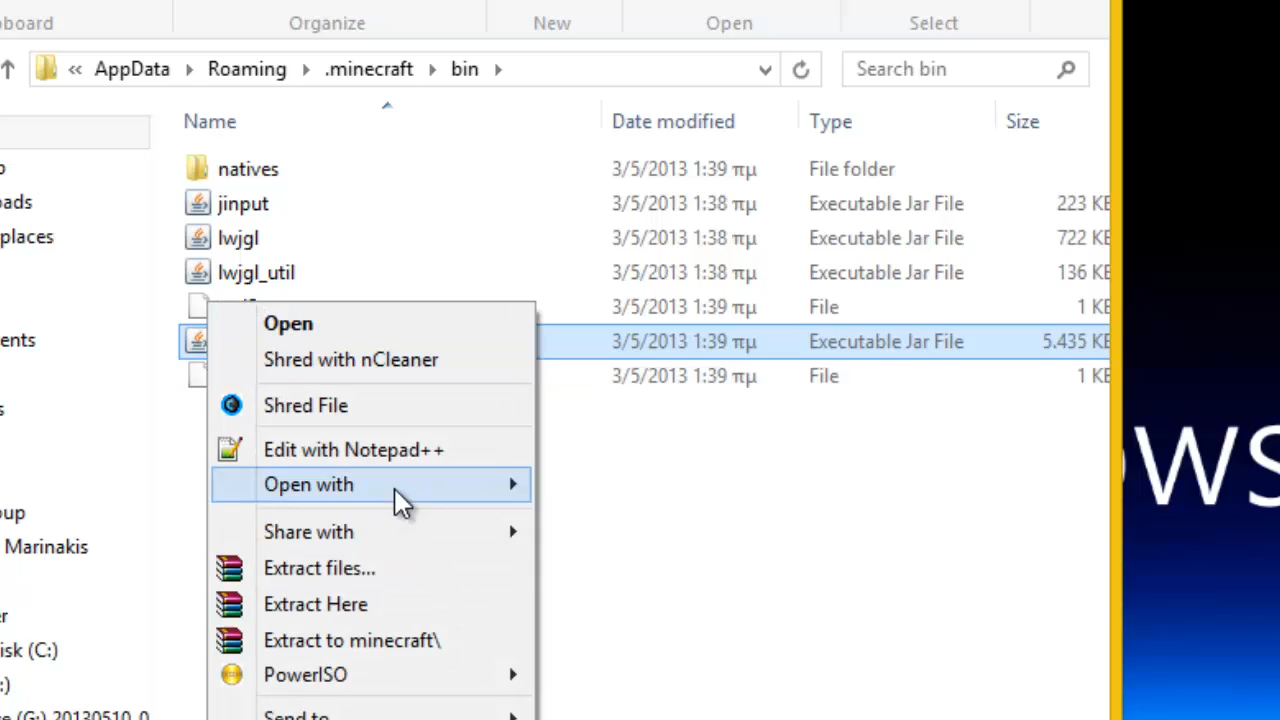 Organize New Open Select
« AppData Roaming .minecraft bin Search bin
Name Date modified Type Size
natives 3/5/2013 1:39 πμ File folder
jinput 3/5/2013 1:38 πμ Executable Jar File 223 KB
lwjgl 3/5/2013 1:38 πμ Executable Jar File 722 KB
places
lwjgl_util 3/5/2013 1:38 πμ Executable Jar File 136 KB
3/5/2013 1:39 πμ File 1 KB
Open
3/5/2013 1:39 πμ Executable Jar File 5.435 KB
Shred with nCleaner
3/5/2013 1:39 πμ File 1 KB
Shred File
Edit with Notepad++
Open with
Share with
Marinakis
Extract files...
Extract Here
Extract to minecraft\
isk (C:)
PowerISO
Send to
(G:) 20130510_0